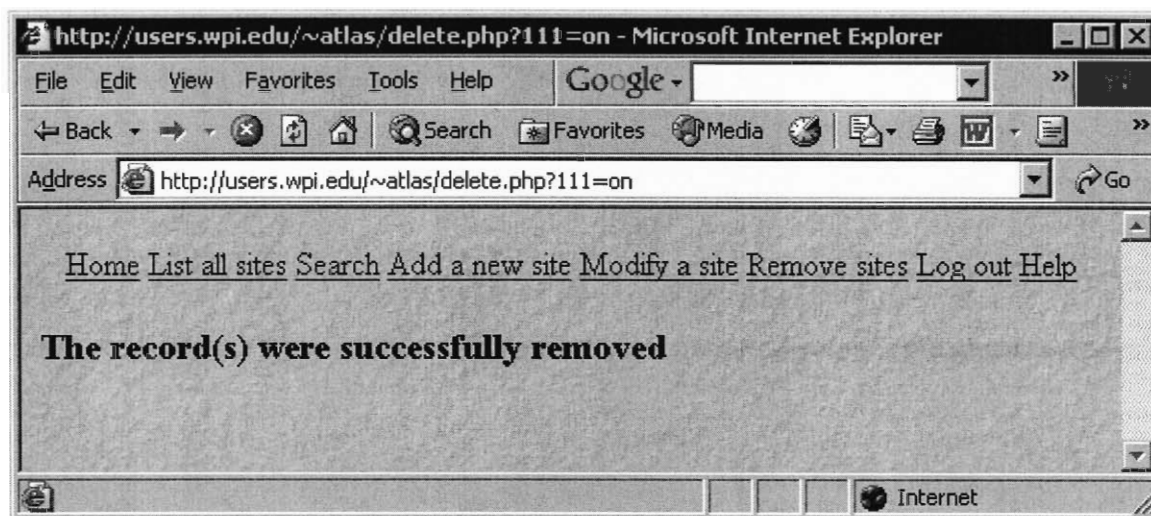 http://users.wpi.edu/~atlas/delete.php?111=on - Microsoft Internet Explorer
File Edit View Favorites Tools Help Google
Back Search Favorites Media W
Address http://users.wpi.edu/~atlas/delete.php?111=on Go
Home List all sites Search Add a new site Modify a site Remove sites Log out Help
The record(s) were successfully removed
Internet